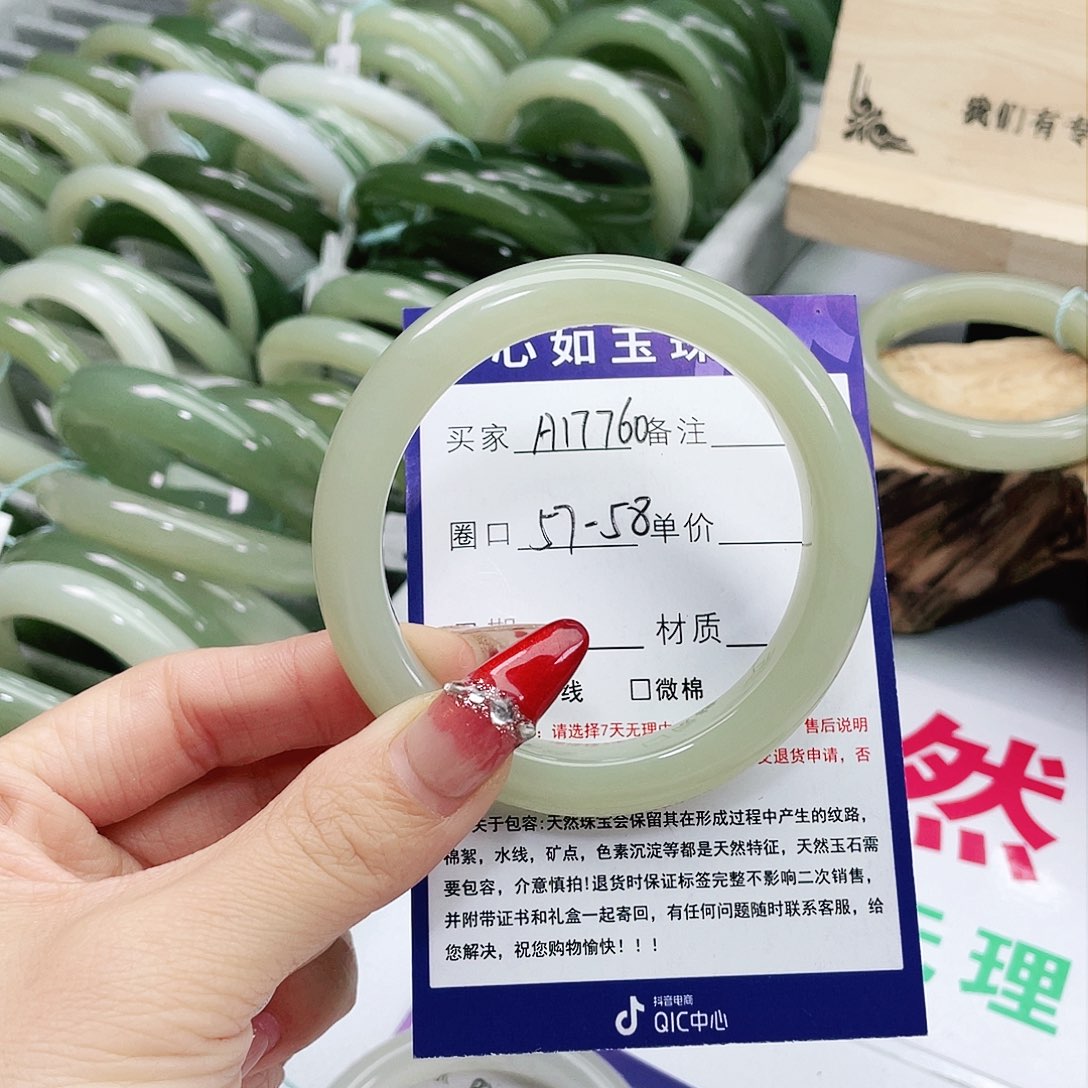 我们有专
心如玉珠
买家 A17760 备注
圈口 57-58 单价
材质
线 □微棉
：请选择7天无理由 售后说明
交退货申请，否
关于包容:天然珠宝会保留其在形成过程中产生的纹路，
棉絮，水线，矿点，色素沉淀等都是天然特征，天然玉石需
要包容，介意慎拍!退货时保证标签完整不影响二次销售，
并附带证书和礼盒一起寄回，有任何问题随时联系客服，给
您解决，祝您购物愉快！！！
抖音电商
QIC中心
然
无理